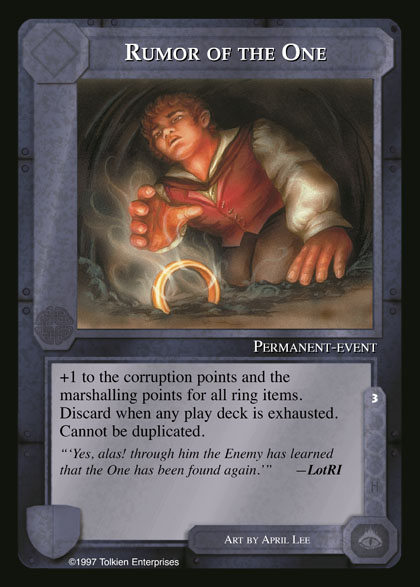 RUMOR OF THE ONE
PERMANENT-EVENT
+1 to the corruption points and the
marshalling points for all ring items.
Discard when any play deck is exhausted.
Cannot be duplicated.
3
“‘Yes, alas! through him the Enemy has learned
that the One has been found again.’” —LotRI
H
ART BY APRIL LEE
©1997 Tolkien Enterprises